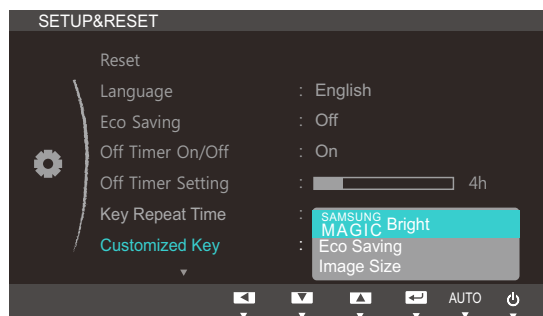 SETUP&RESET
Reset
Language : English
Eco Saving : Off
Off Timer On/Off : On
Off Timer Setting : 4h
Key Repeat Time :
Customized Key :
SAMSUNG
MAGIC Bright
Eco Saving
Image Size
AUTO